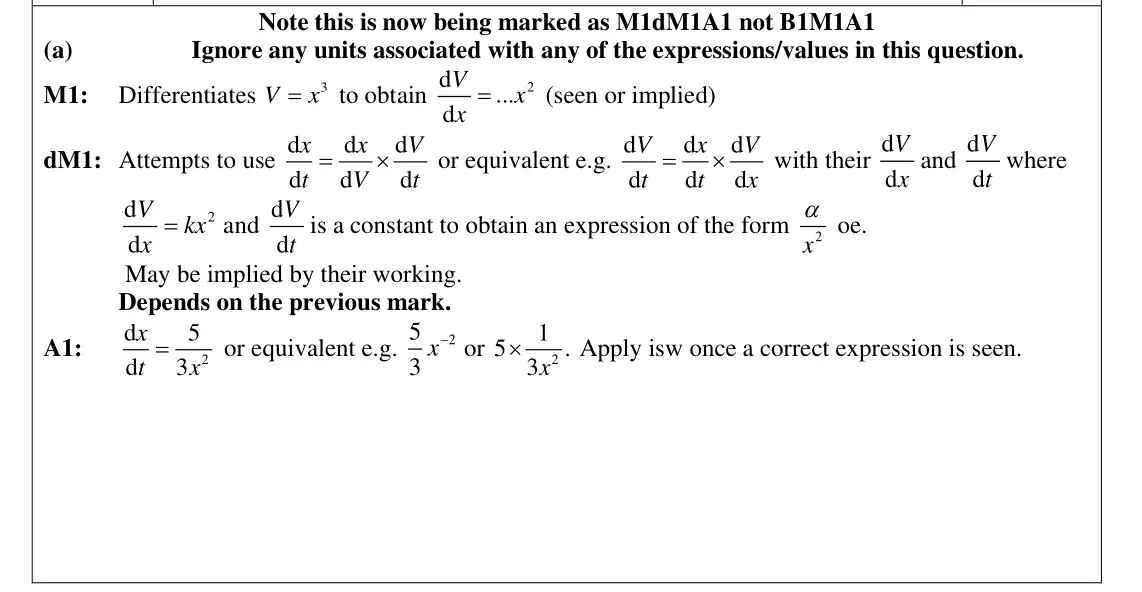 Note this is now being marked as M1dM1A1 not B1M1A1
(a) Ignore any units associated with any of the expressions/values in this question.
M1: Differentiates V = x³ to obtain dV/dx = ...x² (seen or implied)
dM1: Attempts to use dx/dt = dx/dV × dV/dt or equivalent e.g. dV/dt = dx/dt × dV/dx with their dV/dx and dV/dt where
dV/dx = kx² and dV/dt is a constant to obtain an expression of the form α/x² oe.
May be implied by their working.
Depends on the previous mark.
A1: dx/dt = 5/3x² or equivalent e.g. 5/3 x⁻² or 5× 1/3x². Apply isw once a correct expression is seen.